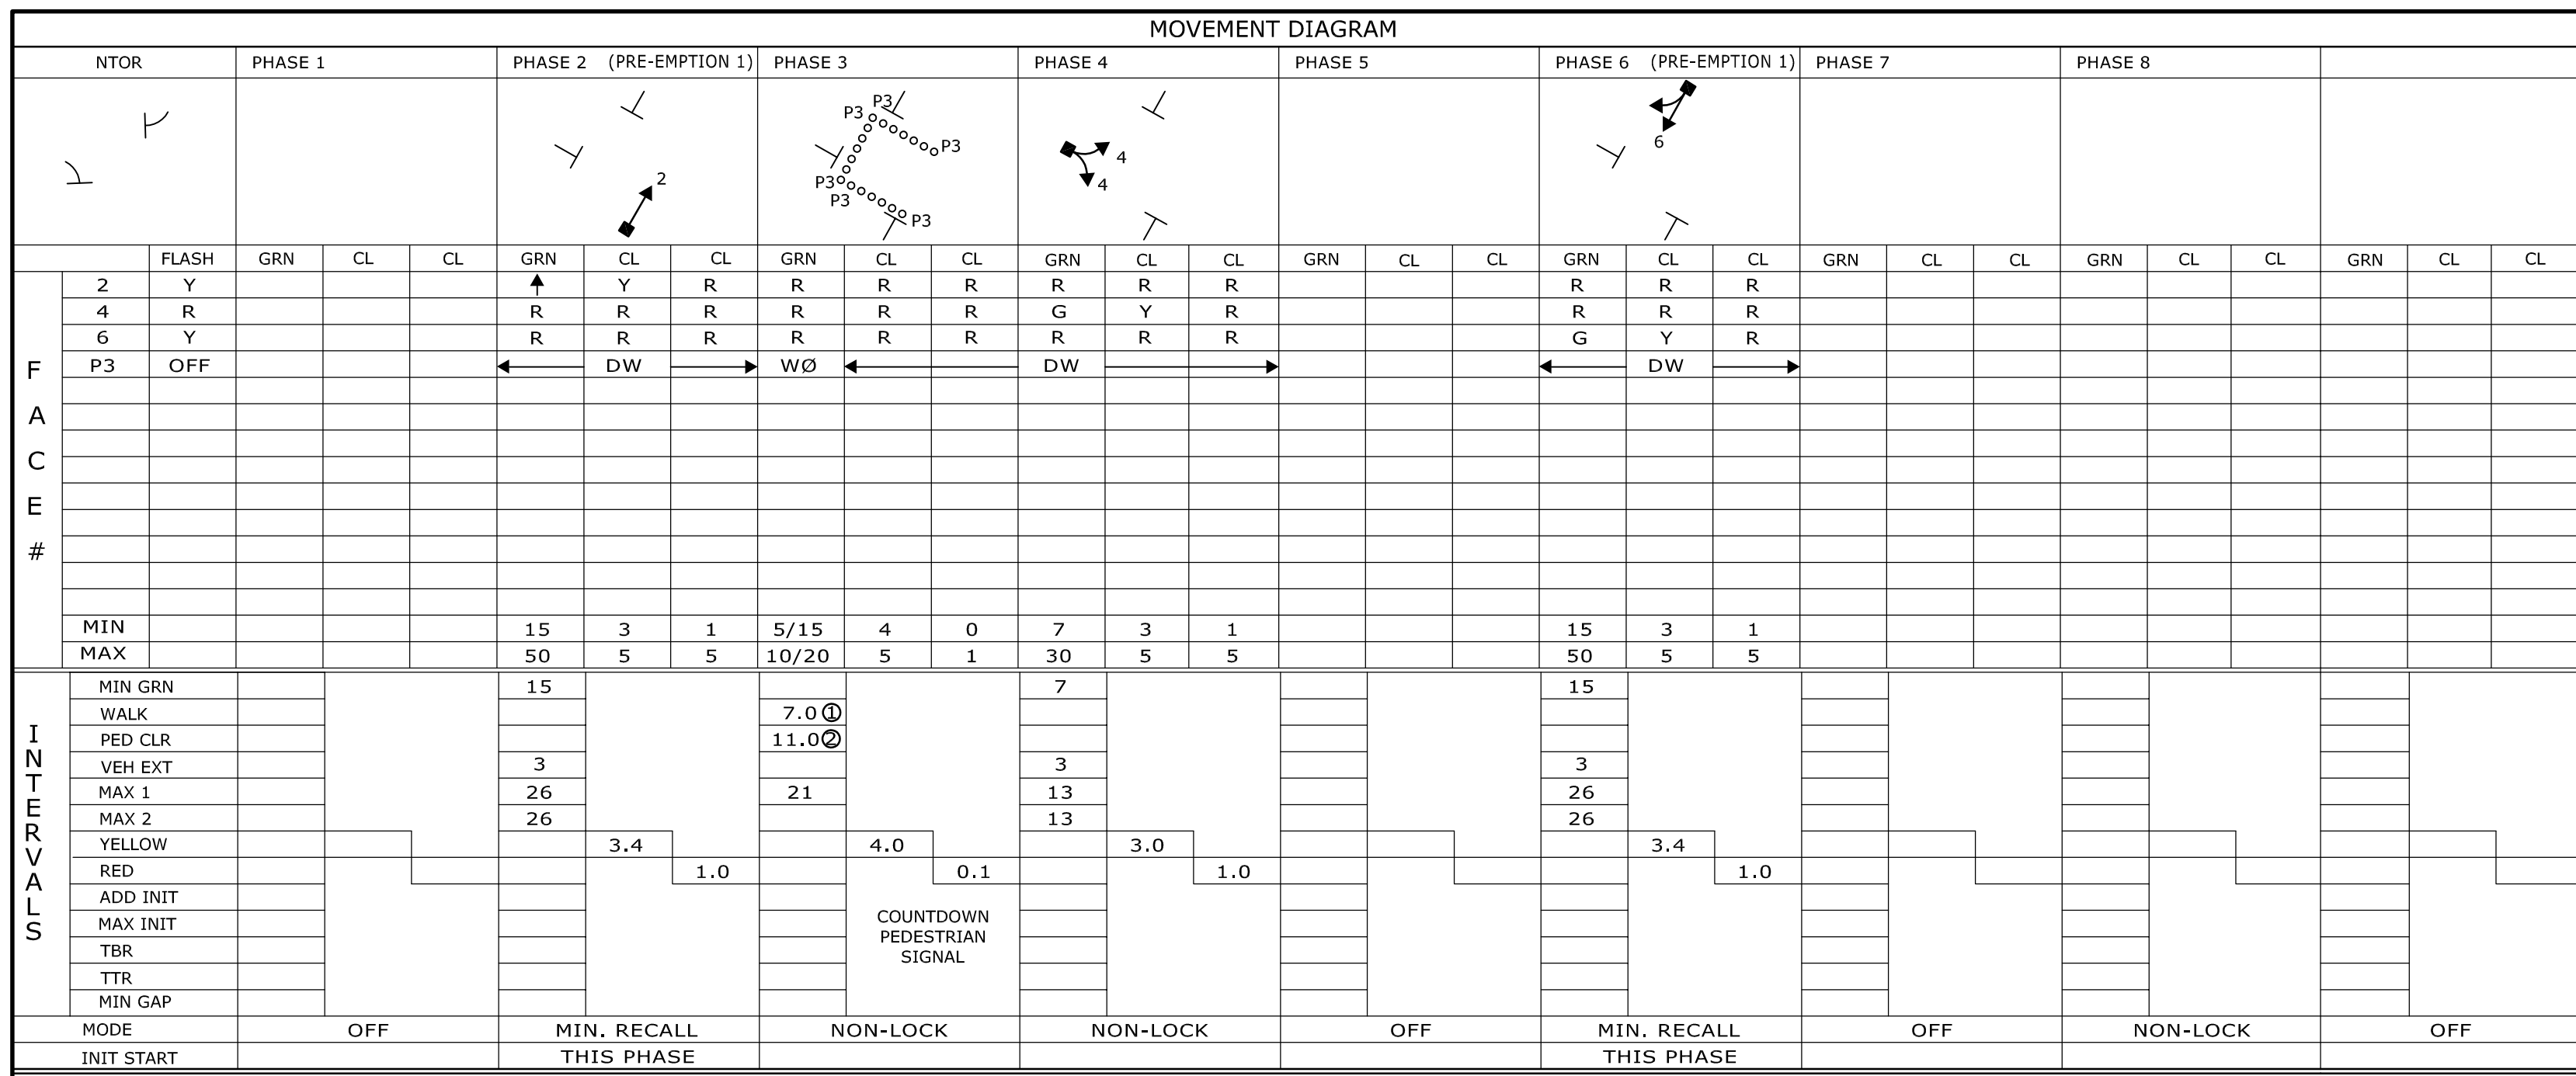 MOVEMENT DIAGRAM
NTOR PHASE 1 PHASE 2 (PRE-EMPTION 1) PHASE 3 PHASE 4 PHASE 5 PHASE 6 (PRE-EMPTION 1) PHASE 7 PHASE 8
2
P3
P3
P3
P3
P3
P3
4
4
6
FLASH GRN CL CL GRN CL CL GRN CL CL GRN CL CL GRN CL CL GRN CL CL GRN CL CL GRN CL CL GRN CL CL
FACE #
2 Y Y R R R R R R R R R R
4 R R R R R R R G Y R R R R
6 Y R R R R R R R R R G Y R
P3 OFF DW WØ DW DW
MIN 15 3 1 5/15 4 0 7 3 1 15 3 1
MAX 50 5 5 10/20 5 1 30 5 5 50 5 5
INTERVALS
MIN GRN 15 7 15
WALK 7.0 ①
PED CLR 11.0 ②
VEH EXT 3 3 3
MAX 1 26 21 13 26
MAX 2 26 13 26
YELLOW 3.4 4.0 3.0 3.4
RED 1.0 0.1 1.0 1.0
ADD INIT
MAX INIT
TBR
TTR
MIN GAP
COUNTDOWN
PEDESTRIAN
SIGNAL
MODE OFF MIN. RECALL NON-LOCK NON-LOCK OFF MIN. RECALL OFF NON-LOCK OFF
INIT START THIS PHASE THIS PHASE